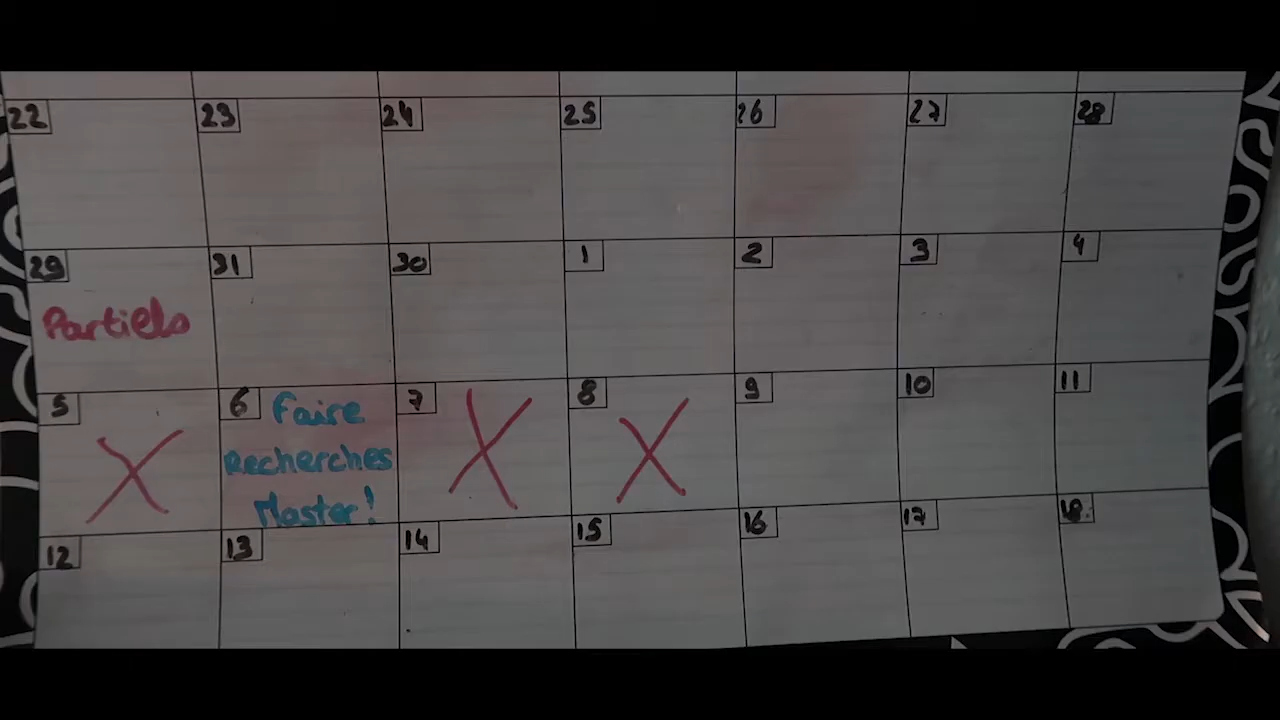 22 23 24 25 26 27 28
29 31 30 1 2 3 4
Partiels
5 6 Faire 7 8 9 10 11
Recherches
Master!
12 13 14 15 16 17 18